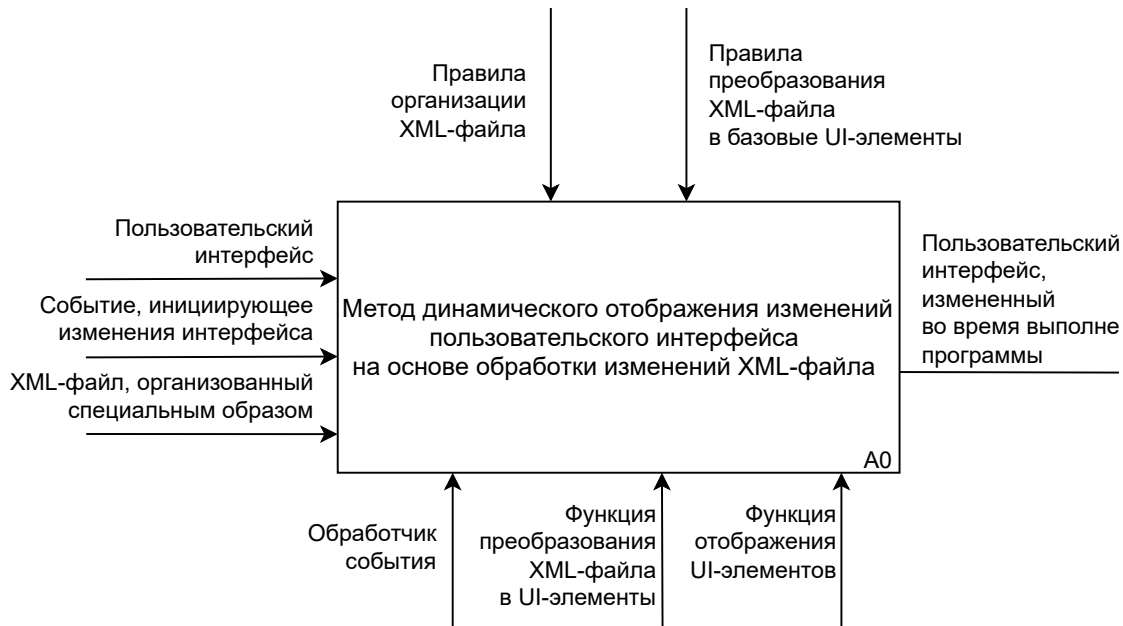 Правила
организации
XML-файла
Правила
преобразования
XML-файла
в базовые UI-элементы
Пользовательский
интерфейс
Событие, инициирующее
изменения интерфейса
XML-файл, организованный
специальным образом
Метод динамического отображения изменений
пользовательского интерфейса
на основе обработки изменений XML-файла
A0
Пользовательский
интерфейс,
измененный
во время выполне
программы
Обработчик
события
Функция
преобразования
XML-файла
в UI-элементы
Функция
отображения
UI-элементов